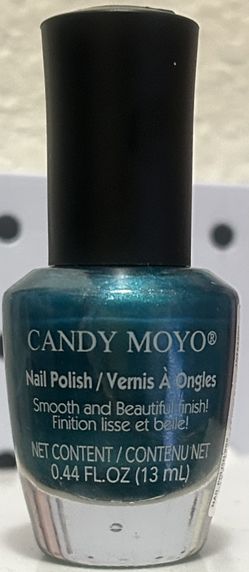 CANDY MOYO®
Nail Polish / Vernis À Ongles
Smooth and Beautiful finish!
Finition lisse et belle!
NET CONTENT / CONTENU NET
0.44 FL.OZ (13 mL)